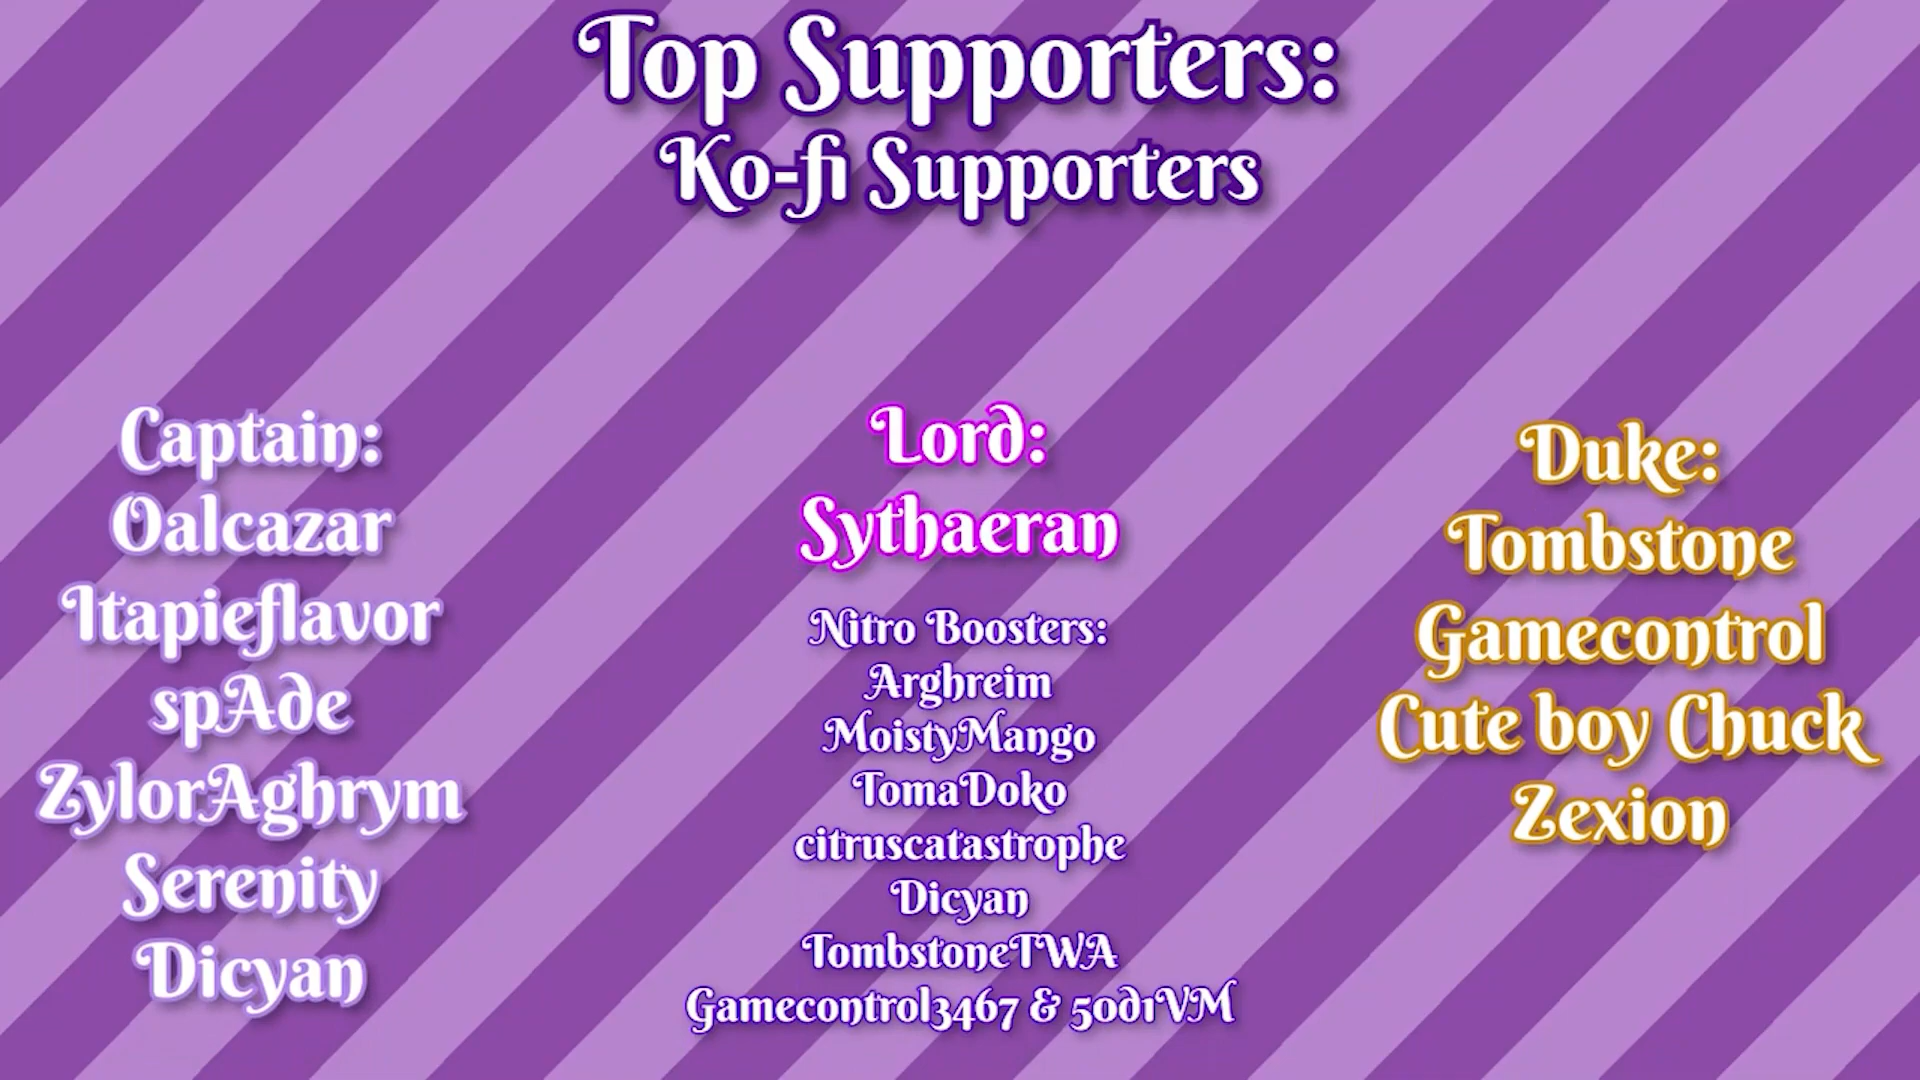 Top Supporters:
Ko-fi Supporters
Captain:
Oalcazar
Itapieflavor
spAde
ZylorAghrym
Serenity
Dicyan
Lord:
Sythaeran
Nitro Boosters:
Arghreim
MoistyMango
TomaDoko
citruscatastrophe
Dicyan
TombstoneTWA
Gamecontrol3467 & 50d1VM
Duke:
Tombstone
Gamecontrol
Cute boy Chuck
Zexion